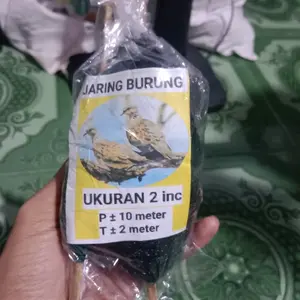 JARING BURUNG
UKURAN 2 inc
P ± 10 meter
T ± 2 meter